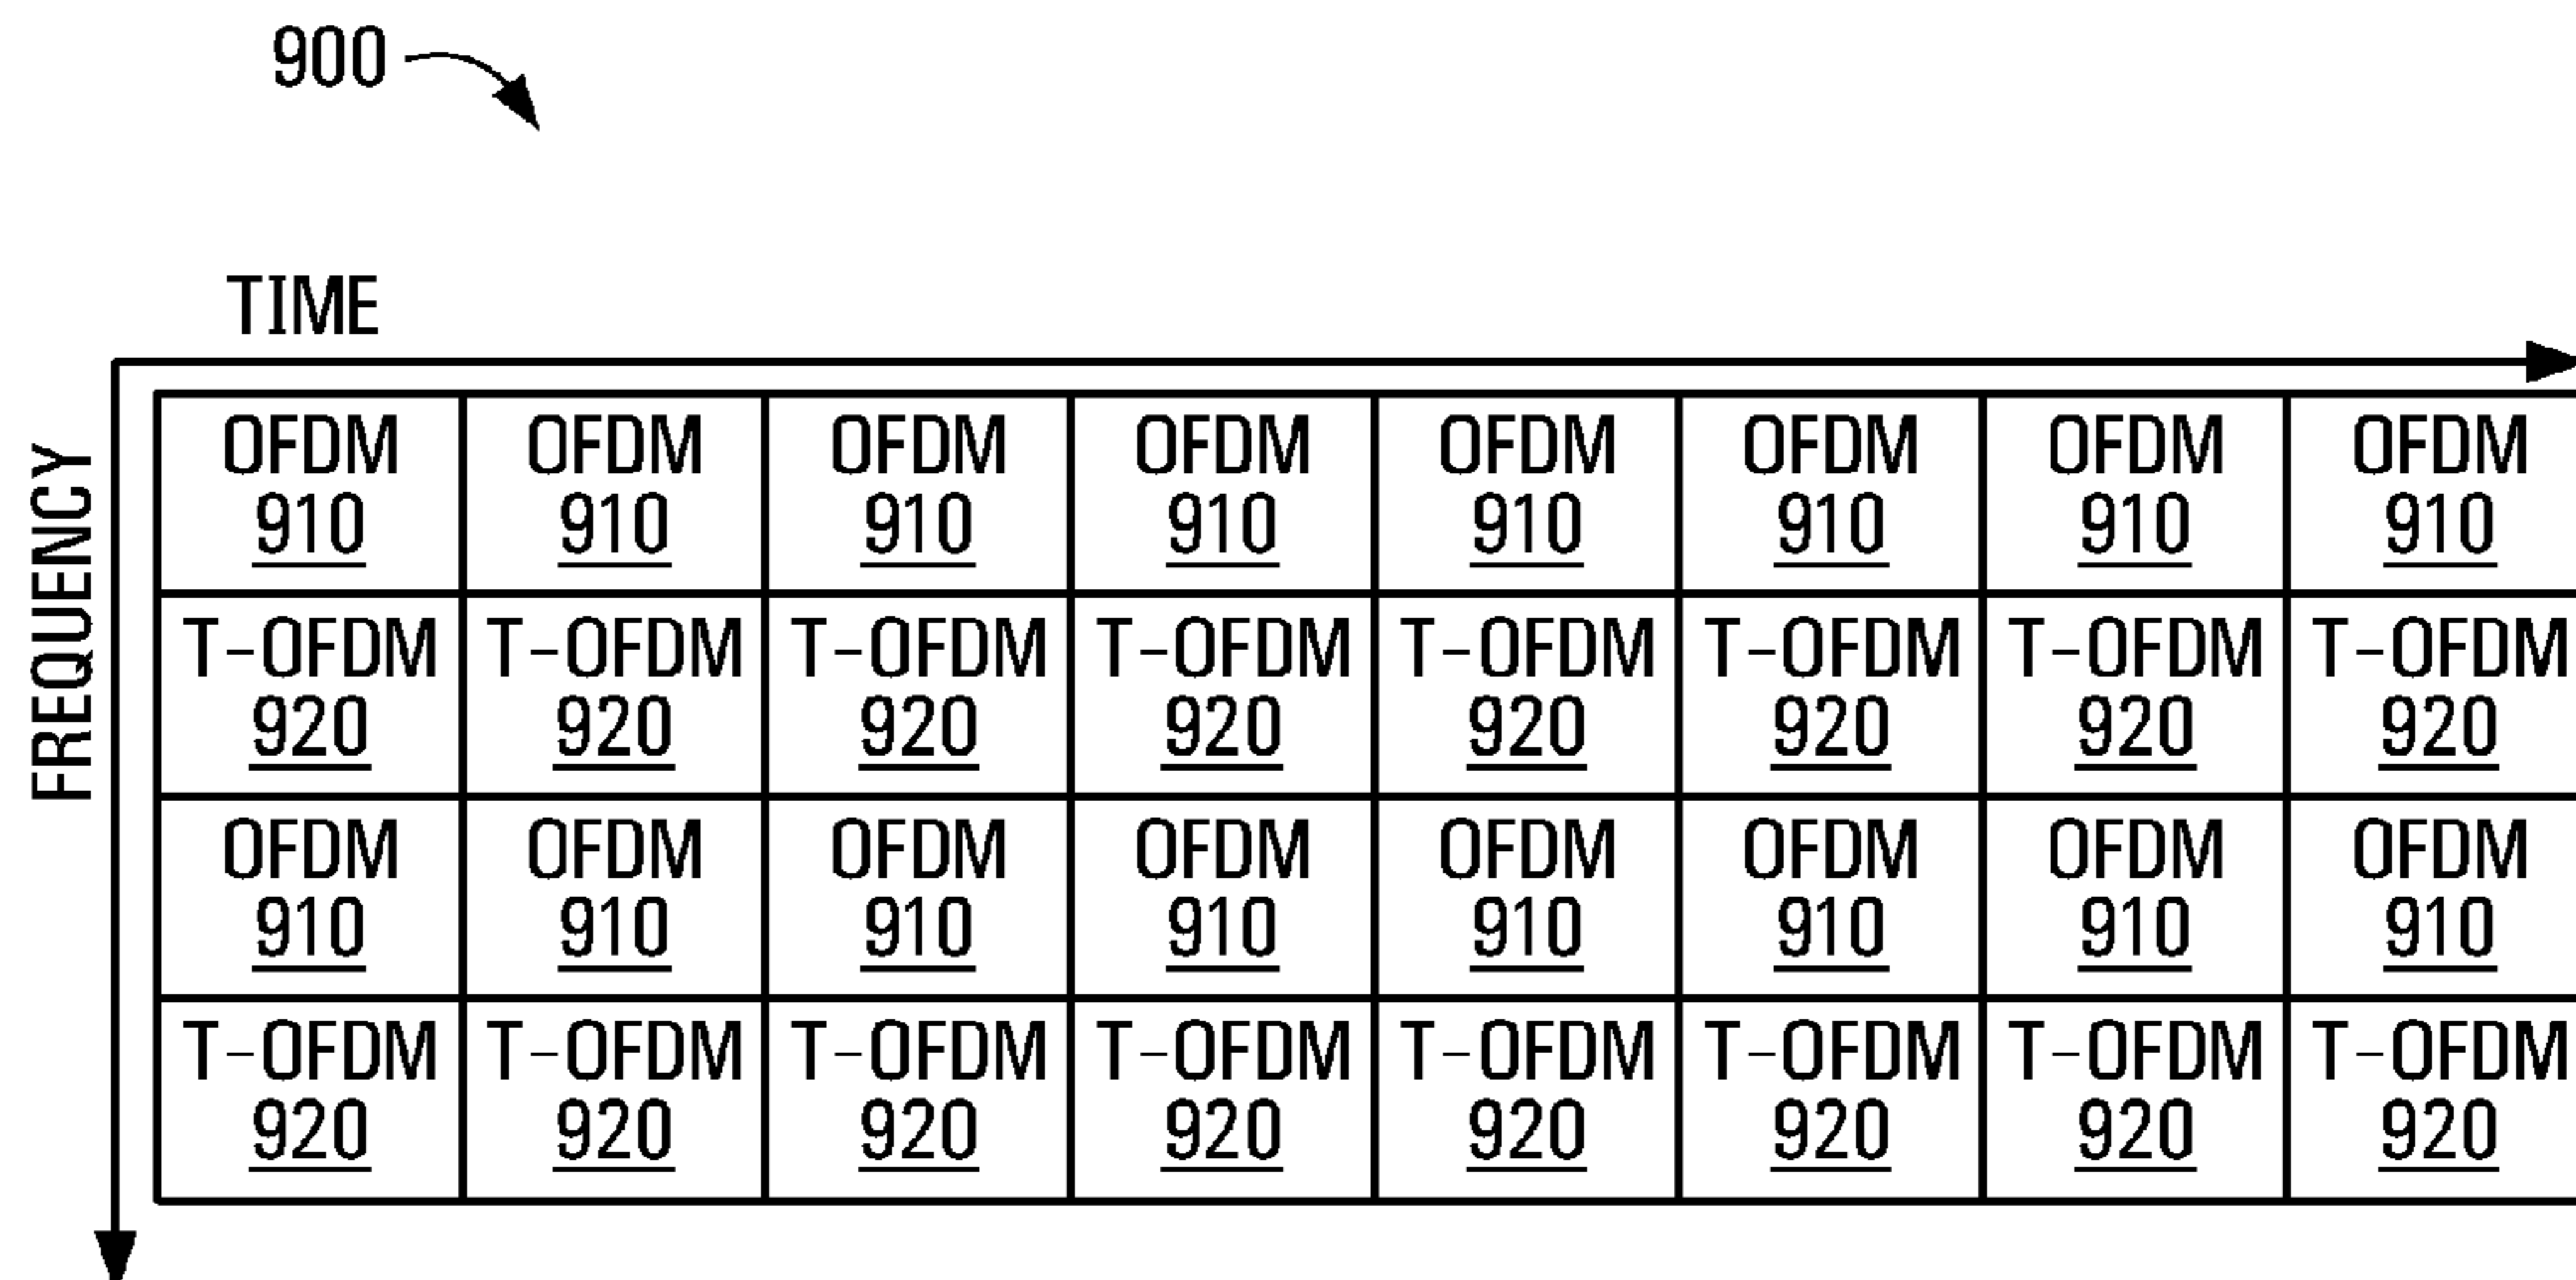 900
TIME
FREQUENCY
OFDM OFDM OFDM OFDM OFDM OFDM OFDM OFDM
910 910 910 910 910 910 910 910
T-OFDM T-OFDM T-OFDM T-OFDM T-OFDM T-OFDM T-OFDM T-OFDM
920 920 920 920 920 920 920 920
OFDM OFDM OFDM OFDM OFDM OFDM OFDM OFDM
910 910 910 910 910 910 910 910
T-OFDM T-OFDM T-OFDM T-OFDM T-OFDM T-OFDM T-OFDM T-OFDM
920 920 920 920 920 920 920 920